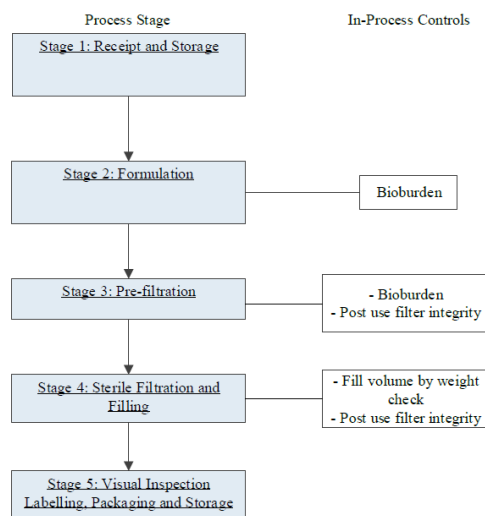 Process Stage
In-Process Controls
Stage 1: Receipt and Storage
Stage 2: Formulation
Bioburden
Stage 3: Pre-filtration
- Bioburden
- Post use filter integrity
Stage 4: Sterile Filtration and
Filling
- Fill volume by weight
check
- Post use filter integrity
Stage 5: Visual Inspection
Labelling, Packaging and Storage